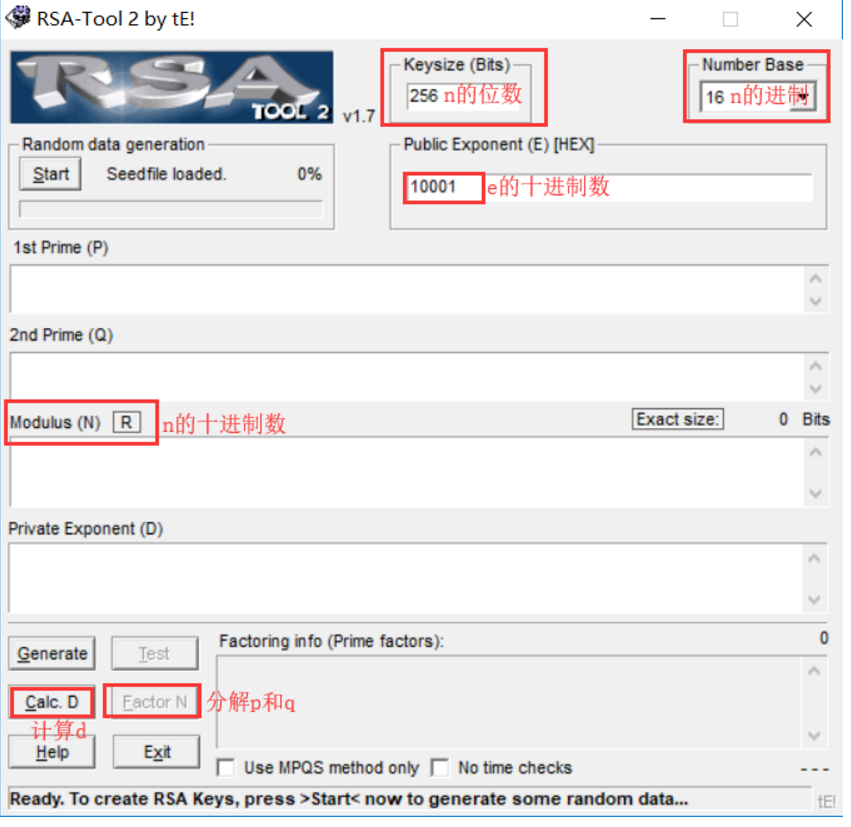 RSA-Tool 2 by tE!
RSA TOOL 2
v1.7
Keysize (Bits)
256 n的位数
Number Base
16 n的进制
Random data generation
Start Seedfile loaded. 0%
Public Exponent (E) [HEX]
10001 e的十进制数
1st Prime (P)
2nd Prime (Q)
Modulus (N) R n的十进制数 Exact size: 0 Bits
Private Exponent (D)
Generate Test
Factoring info (Prime factors): 0
Calc. D Factor N 分解p和q
计算d
Help Exit
Use MPQS method only No time checks ---
Ready. To create RSA Keys, press >Start< now to generate some random data... tE!